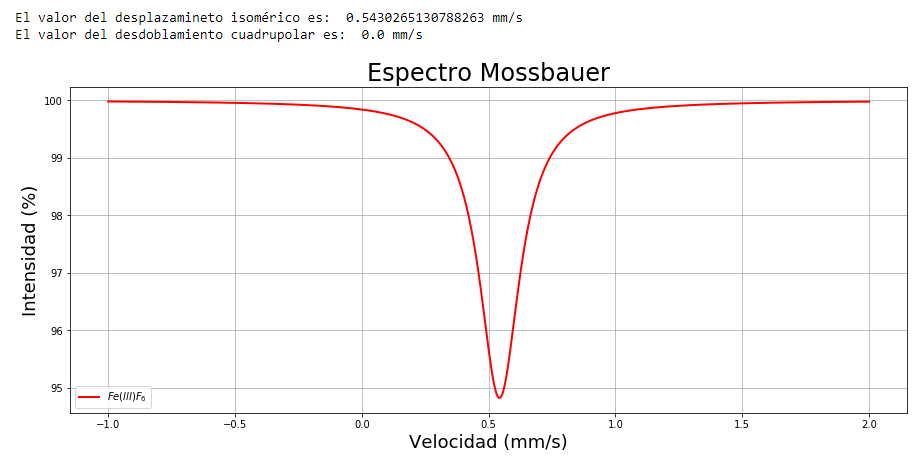 El valor del desplazamineto isomérico es:  0.5430265130788263 mm/s
El valor del desdoblamiento cuadrupolar es:  0.0 mm/s
Espectro Mossbauer
Intensidad (%)
100
99
98
97
96
95
Fe(III)F₆
−1.0 −0.5 0.0 0.5 1.0 1.5 2.0
Velocidad (mm/s)